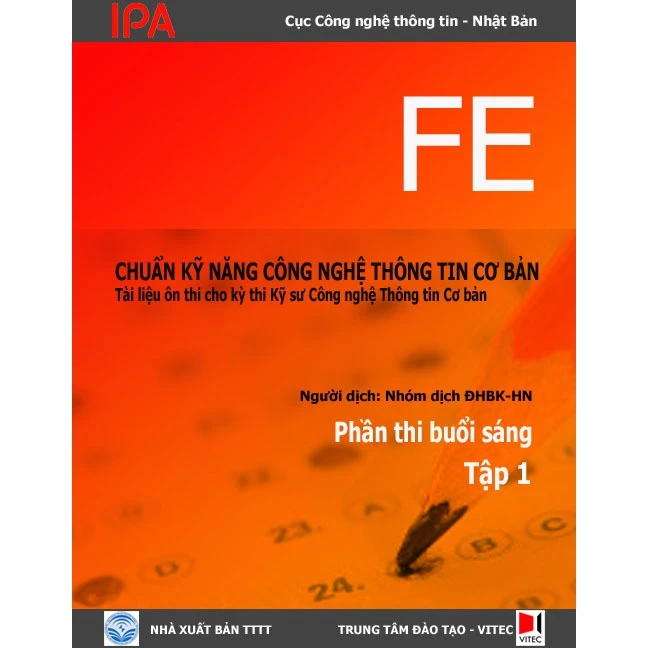 IPA
Cục Công nghệ thông tin - Nhật Bản
FE
CHUẨN KỸ NĂNG CÔNG NGHỆ THÔNG TIN CƠ BẢN
Tài liệu ôn thi cho kỳ thi Kỹ sư Công nghệ Thông tin Cơ bản
Người dịch: Nhóm dịch ĐHBK-HN
Phần thi buổi sáng
Tập 1
22.
23. A B C
24. B C
NHÀ XUẤT BẢN TTTT
TRUNG TÂM ĐÀO TẠO - VITEC
VITEC